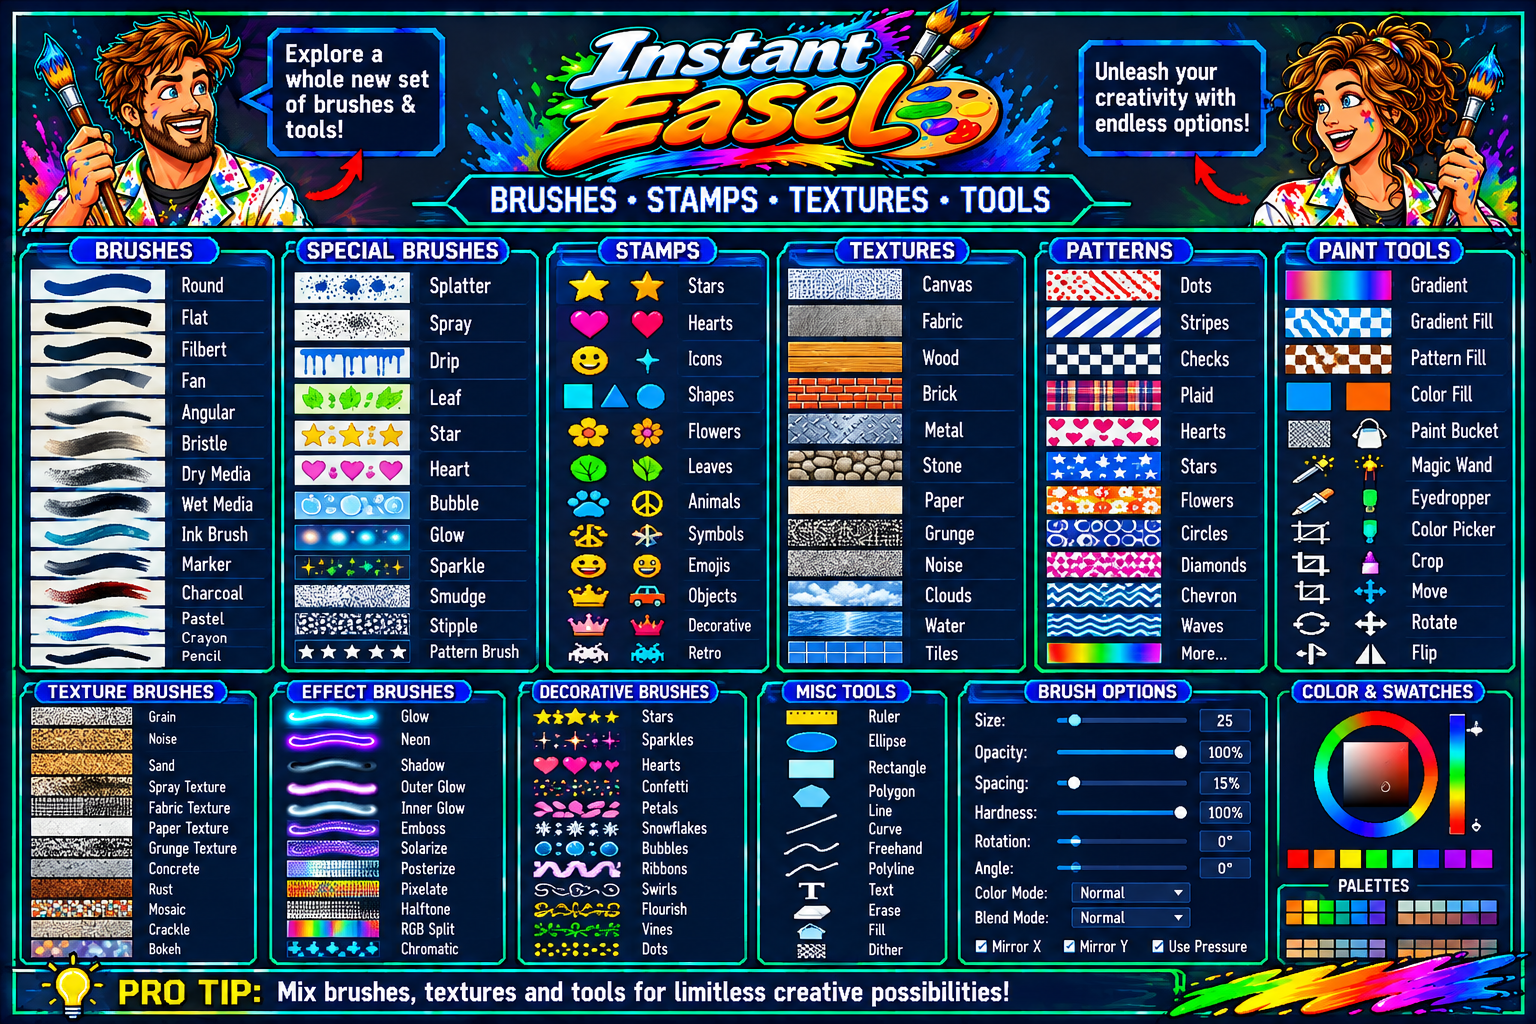 Explore a
whole new set
of brushes &
tools!
Instant
Easel
Unleash your
creativity with
endless options!
BRUSHES • STAMPS • TEXTURES • TOOLS
BRUSHES
Round
Flat
Filbert
Fan
Angular
Bristle
Dry Media
Wet Media
Ink Brush
Marker
Charcoal
Pastel
Crayon
Pencil
SPECIAL BRUSHES
Splatter
Spray
Drip
Leaf
Star
Heart
Bubble
Glow
Sparkle
Smudge
Stipple
Pattern Brush
STAMPS
Stars
Hearts
Icons
Shapes
Flowers
Leaves
Animals
Symbols
Emojis
Objects
Decorative
Retro
TEXTURES
Canvas
Fabric
Wood
Brick
Metal
Stone
Paper
Grunge
Noise
Clouds
Water
Tiles
PATTERNS
Dots
Stripes
Checks
Plaid
Hearts
Stars
Flowers
Circles
Diamonds
Chevron
Waves
More...
PAINT TOOLS
Gradient
Gradient Fill
Pattern Fill
Color Fill
Paint Bucket
Magic Wand
Eyedropper
Color Picker
Crop
Move
Rotate
Flip
TEXTURE BRUSHES
Grain
Noise
Sand
Spray Texture
Fabric Texture
Paper Texture
Grunge Texture
Concrete
Rust
Mosaic
Crackle
Bokeh
EFFECT BRUSHES
Glow
Neon
Shadow
Outer Glow
Inner Glow
Emboss
Solarize
Posterize
Pixelate
Halftone
RGB Split
Chromatic
DECORATIVE BRUSHES
Stars
Sparkles
Hearts
Confetti
Petals
Snowflakes
Bubbles
Ribbons
Swirls
Flourish
Vines
Dots
MISC TOOLS
Ruler
Ellipse
Rectangle
Polygon
Line
Curve
Freehand
Polyline
T Text
Erase
Fill
Dither
BRUSH OPTIONS
Size: 25
Opacity: 100%
Spacing: 15%
Hardness: 100%
Rotation: 0°
Angle: 0°
Color Mode: Normal
Blend Mode: Normal
Mirror X Mirror Y Use Pressure
COLOR & SWATCHES
PALETTES
PRO TIP: Mix brushes, textures and tools for limitless creative possibilities!